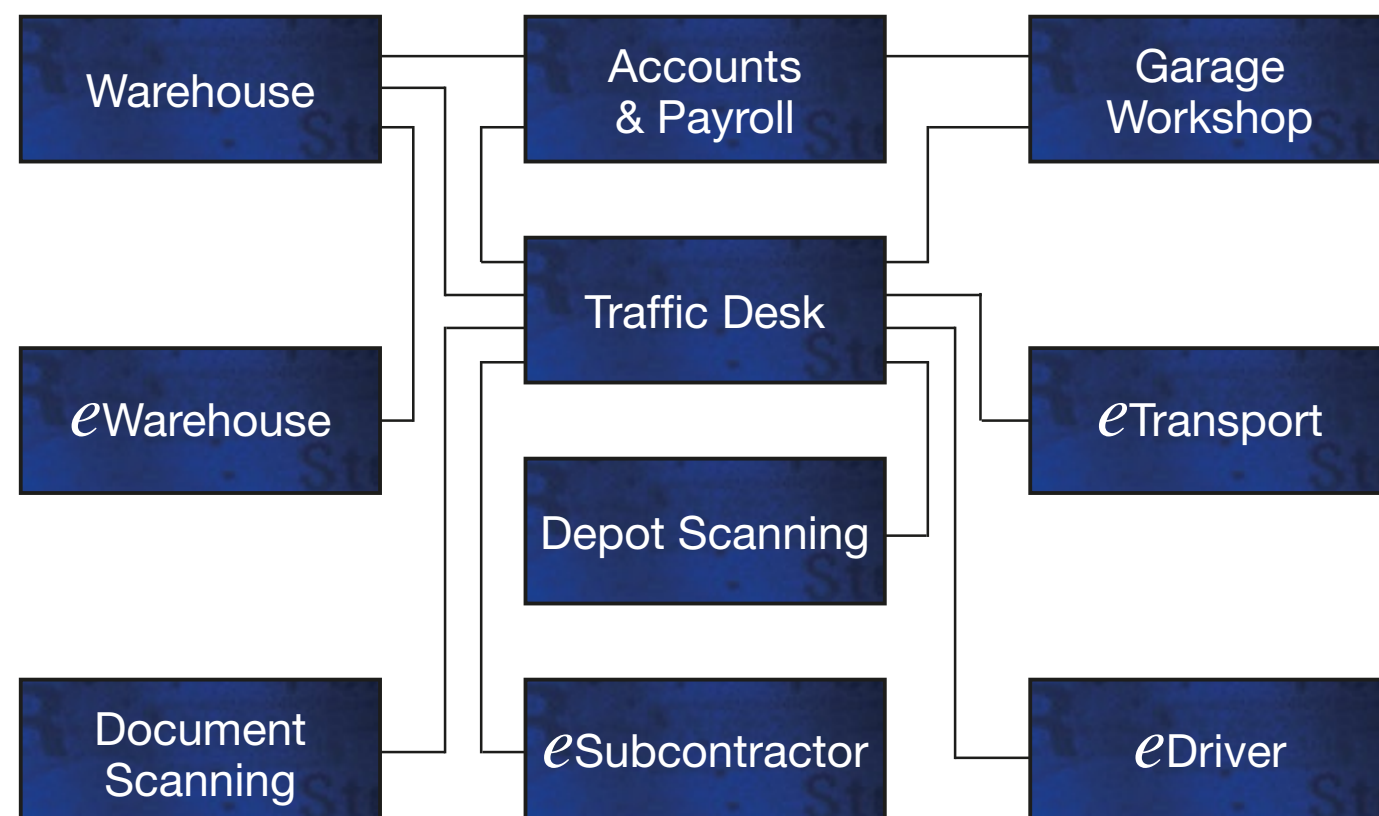 Warehouse
Accounts
& Payroll
Garage
Workshop
Traffic Desk
eWarehouse
eTransport
Depot Scanning
Document
Scanning
eSubcontractor
eDriver